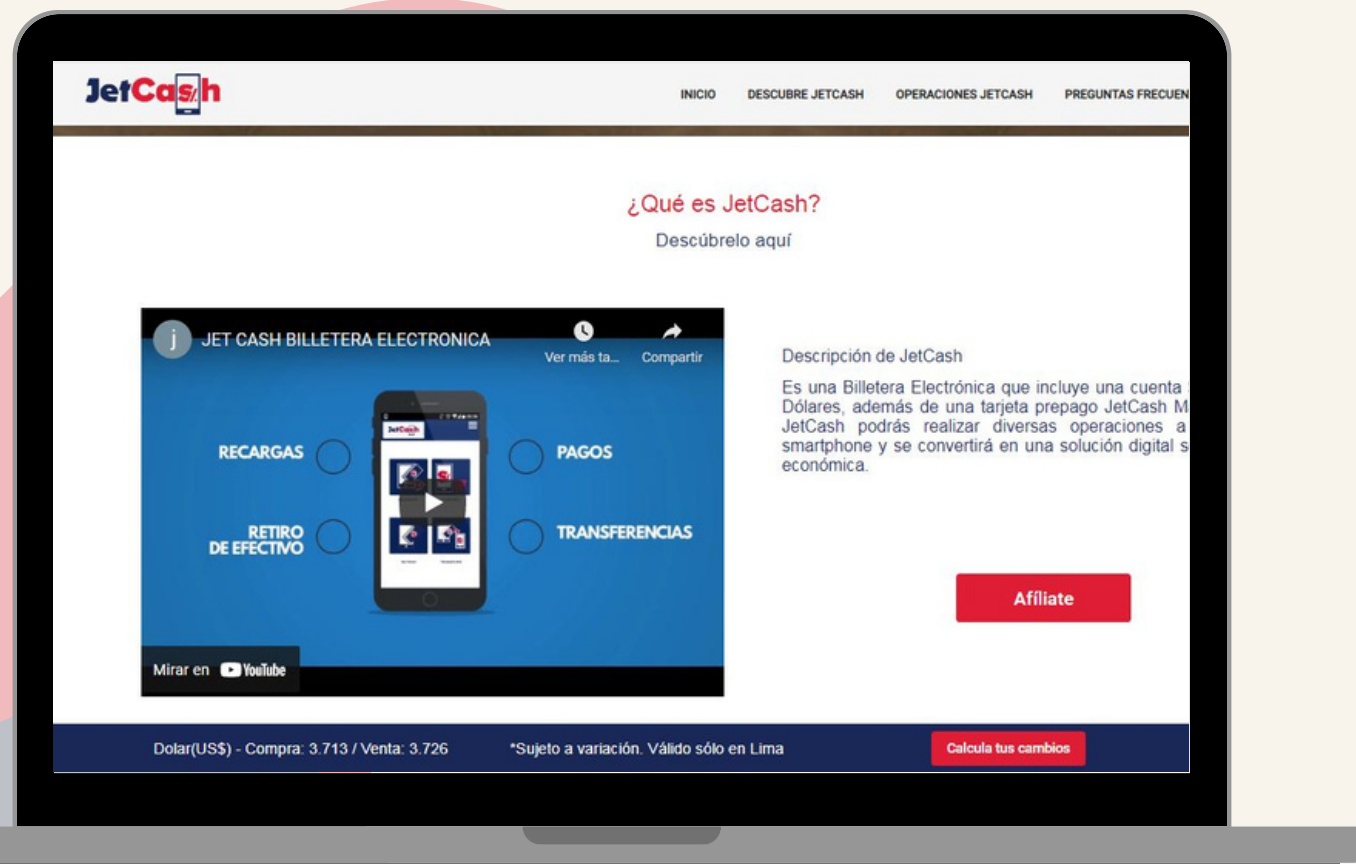 JetCash
INICIO DESCUBRE JETCASH OPERACIONES JETCASH PREGUNTAS FRECUEN
¿Qué es JetCash?
Descúbrelo aquí
j JET CASH BILLETERA ELECTRONICA
Ver más ta... Compartir
JetCash
RECARGAS
PAGOS
RETIRO
DE EFECTIVO
TRANSFERENCIAS
Mirar en YouTube
Descripción de JetCash
Es una Billetera Electrónica que incluye una cuenta
Dólares, además de una tarjeta prepago JetCash M
JetCash podrás realizar diversas operaciones a
smartphone y se convertirá en una solución digital s
económica.
Afíliate
Dolar(US$) - Compra: 3.713 / Venta: 3.726 *Sujeto a variación. Válido sólo en Lima Calcula tus cambios